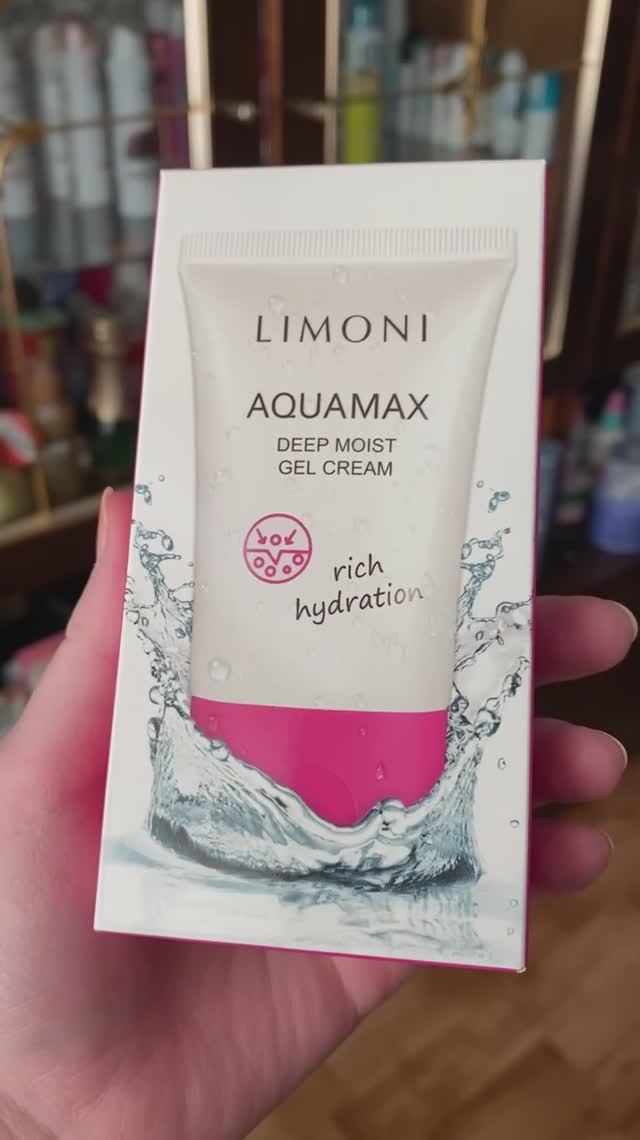 LIMONI
AQUAMAX
DEEP MOIST
GEL CREAM
rich
hydration